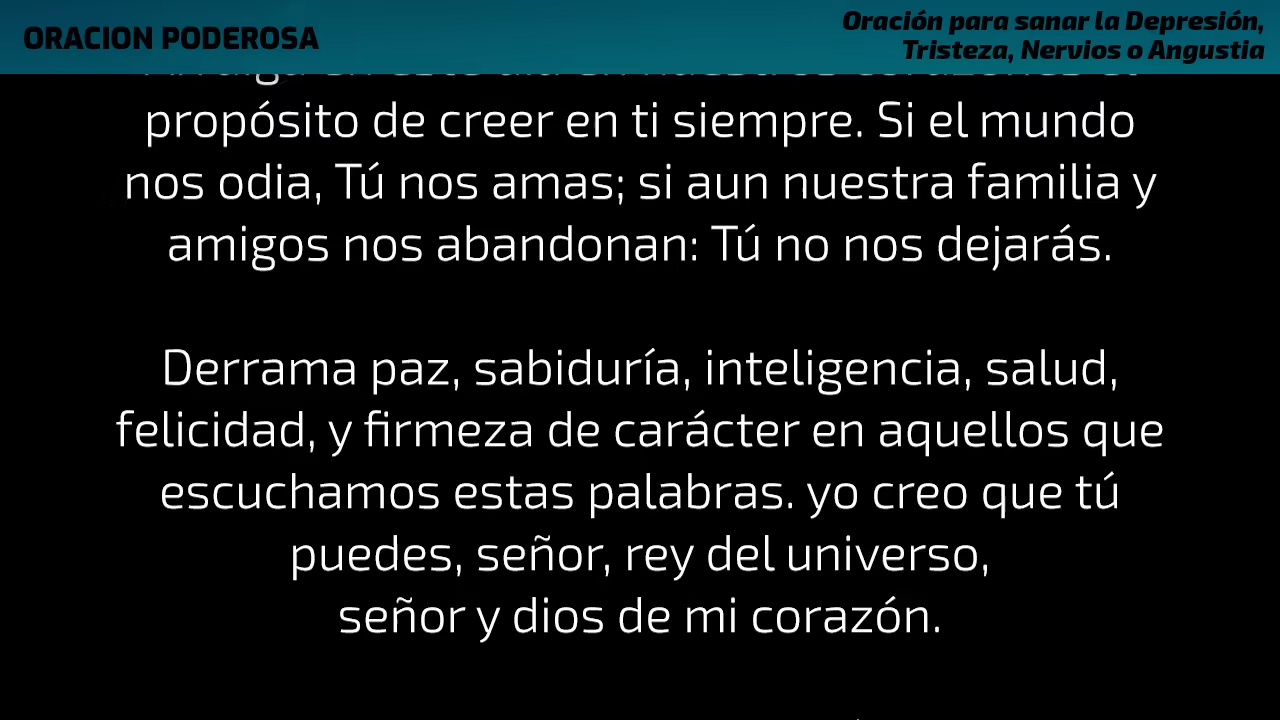 ORACION PODEROSA
Oración para sanar la Depresión,
Tristeza, Nervios o Angustia
propósito de creer en ti siempre. Si el mundo
nos odia, Tú nos amas; si aun nuestra familia y
amigos nos abandonan: Tú no nos dejarás.
Derrama paz, sabiduría, inteligencia, salud,
felicidad, y firmeza de carácter en aquellos que
escuchamos estas palabras. yo creo que tú
puedes, señor, rey del universo,
señor y dios de mi corazón.